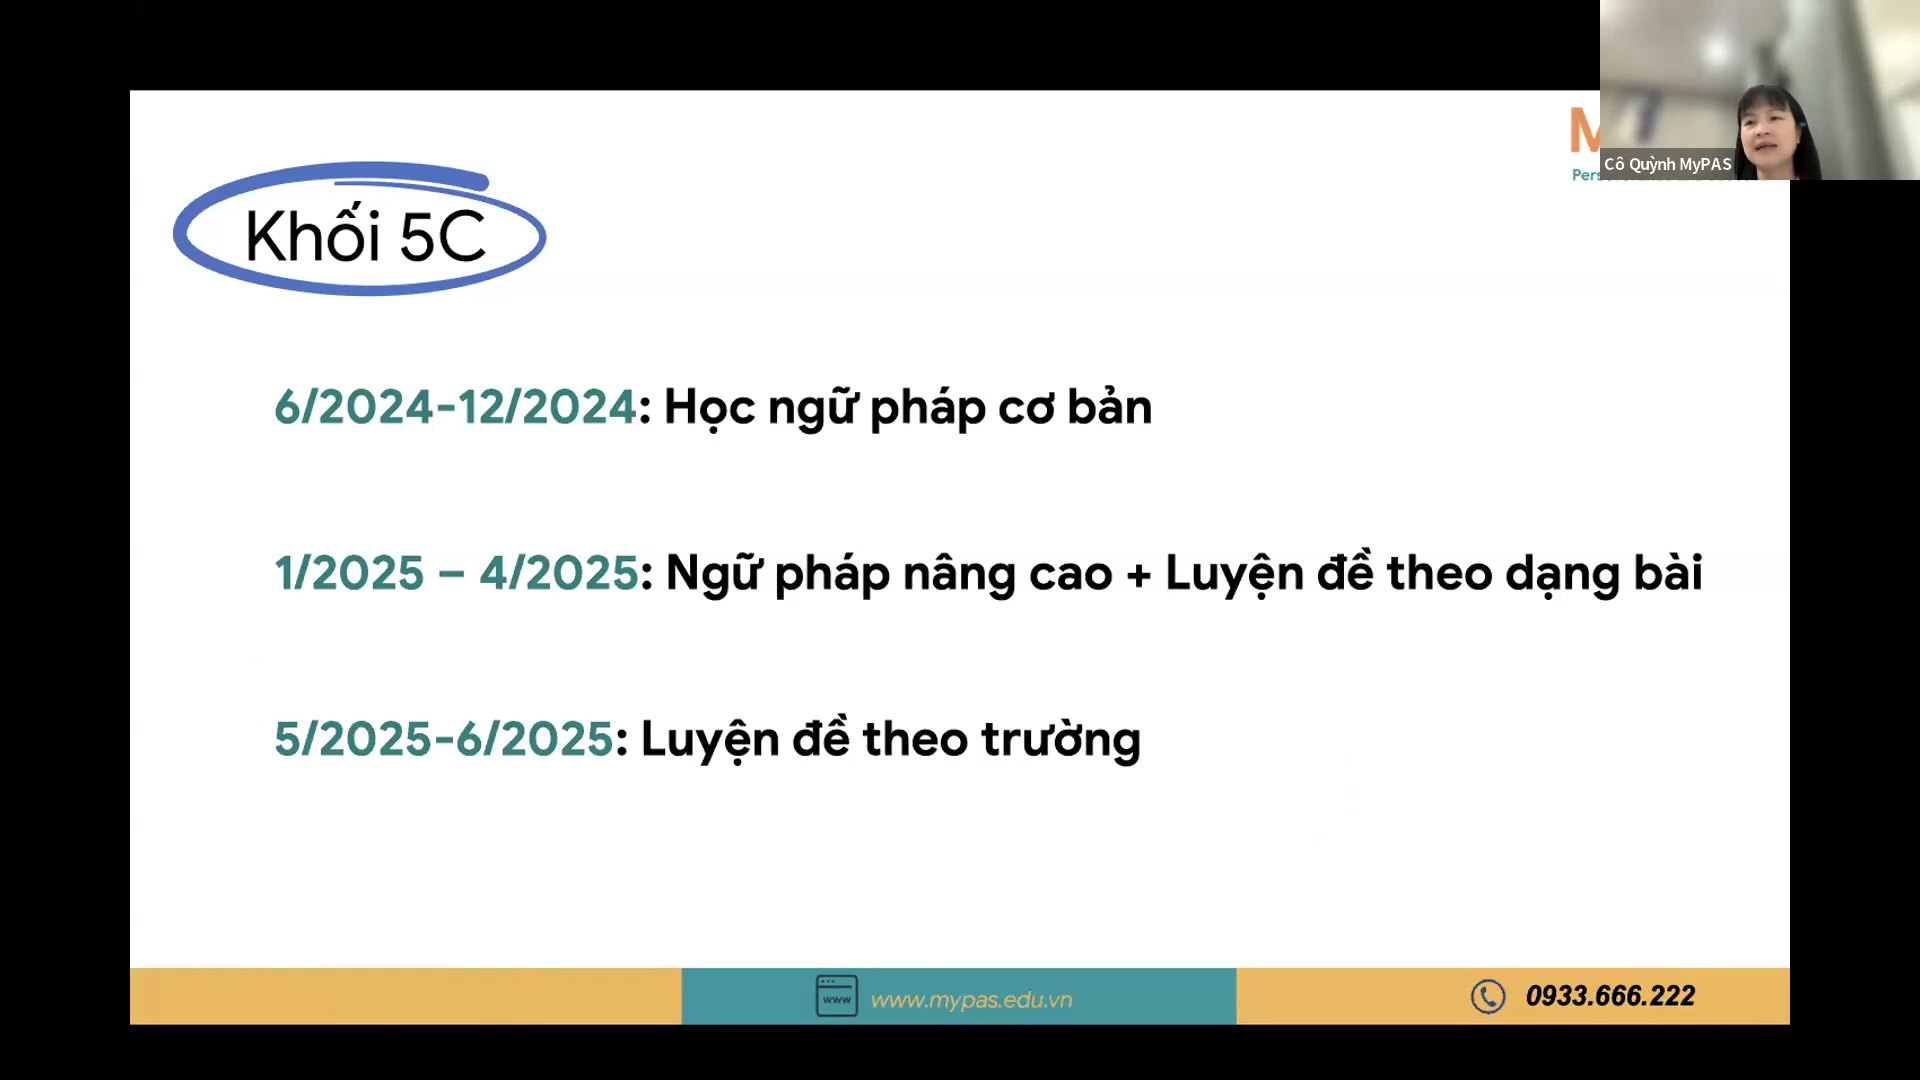 Cô Quỳnh MyPAS
Khối 5C
6/2024-12/2024: Học ngữ pháp cơ bản
1/2025 – 4/2025: Ngữ pháp nâng cao + Luyện đề theo dạng bài
5/2025-6/2025: Luyện đề theo trường
www
www.mypas.edu.vn
0933.666.222